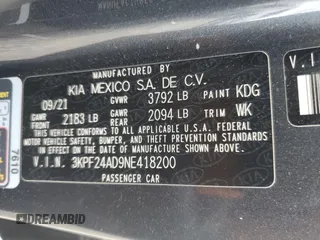 MANUFACTURED BY
KIA MEXICO S.A. DE C.V.
09/21 GVWR 3792 LB PAINT KDG
GAWR 2183 LB GAWR 2094 LB TRIM WK
THIS VEHICLE CONFORMS TO ALL APPLICABLE U.S. FEDERAL MOTOR
VEHICLE SAFETY, BUMPER, AND THEFT PREVENTION STANDARDS
IN EFFECT ON THE DATE OF MANUFACTURE SHOWN ABOVE.
V.I.N. 3KPF24AD9NE418200
PASSENGER CAR
7610
V.I.N
DREAMBID